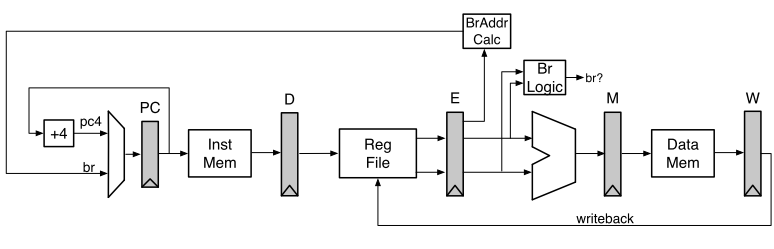 BrAddr
Calc
PC
D
E
Br
Logic
br?
M
W
+4
pc4
br
Inst
Mem
Reg
File
Data
Mem
writeback